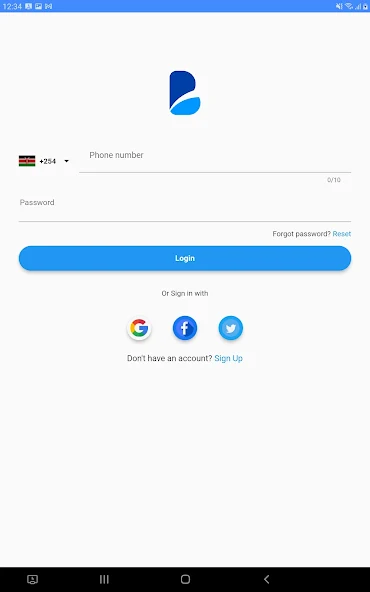 12:34
+254
Phone number
0/10
Password
Forgot password? Reset
Login
Or Sign in with
Don't have an account? Sign Up